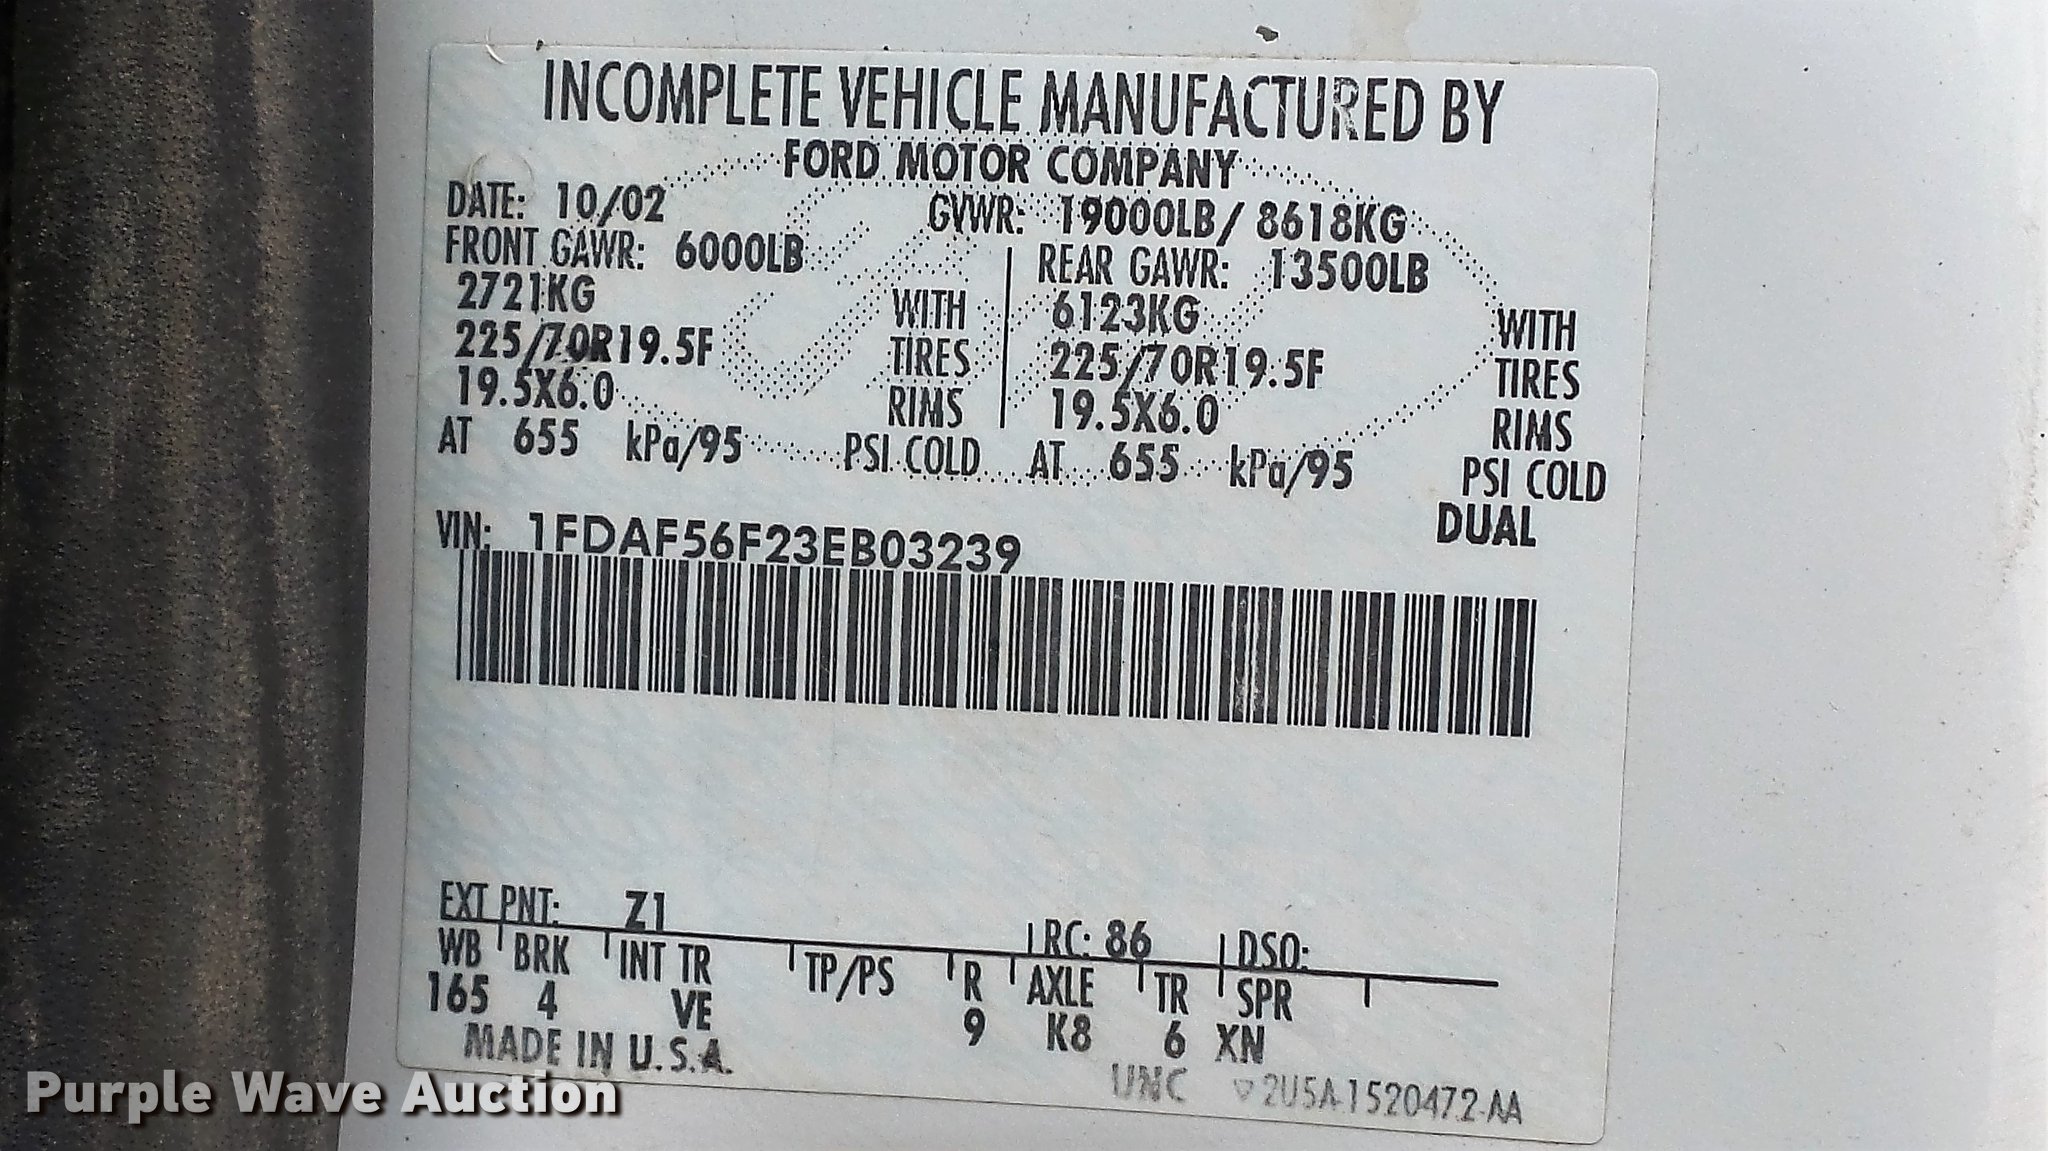 INCOMPLETE VEHICLE MANUFACTURED BY
FORD MOTOR COMPANY
DATE: 10/02 GVWR: 19000LB/ 8618KG
FRONT GAWR: 6000LB REAR GAWR: 13500LB
2721KG WITH 6123KG WITH
225/70R19.5F TIRES 225/70R19.5F TIRES
19.5X6.0 RIMS 19.5X6.0 RIMS
AT 655 kPa/95 PSI COLD AT 655 kPa/95 PSI COLD
DUAL
VIN: 1FDAF56F23EB03239
EXT PNT: Z1 RC: 86 DSO:
WB BRK INT TR TP/PS R AXLE TR SPR
165 4 VE 9 K8 6 XN
MADE IN U.S.A.
UNC 2U5A-1520472-AA
Purple Wave Auction